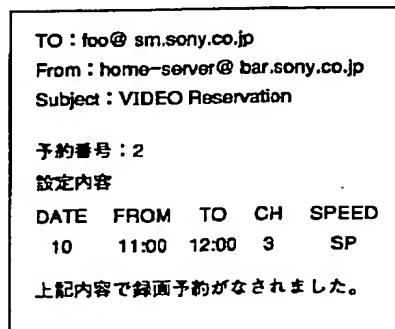 TO：foo@ sm.sony.co.jp
From：home-server@ bar.sony.co.jp
Subject：VIDEO Reservation
予約番号：2
設定内容
DATE FROM TO CH SPEED
10 11:00 12:00 3 SP
上記内容で録画予約がなされました。